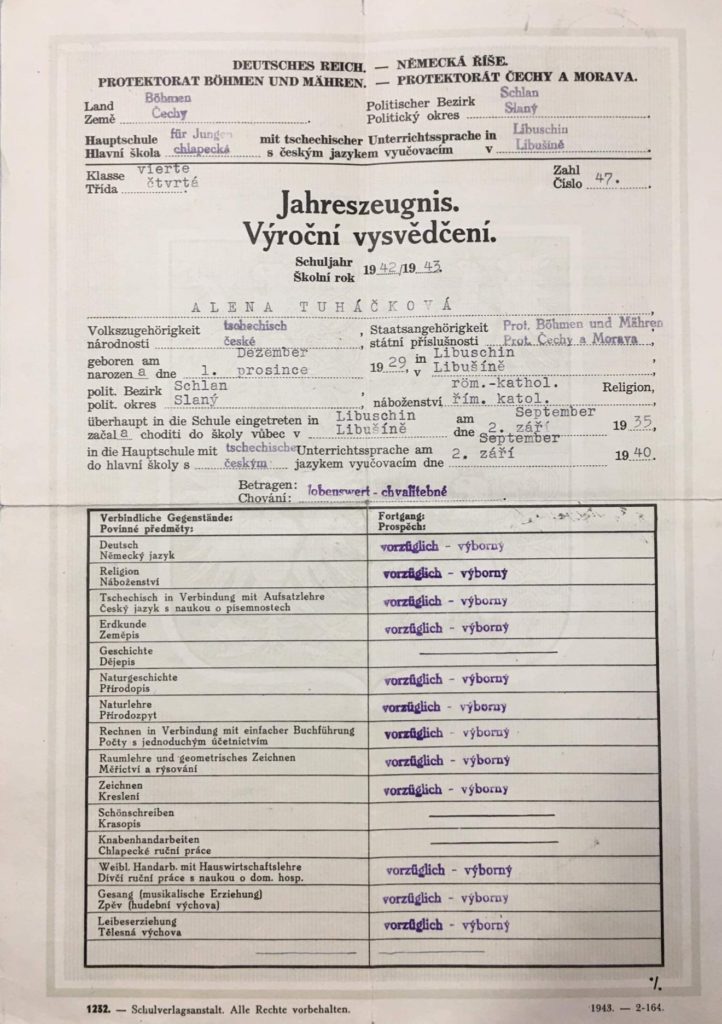 DEUTSCHES REICH. — NĚMECKÁ ŘÍŠE.
PROTEKTORAT BÖHMEN UND MÄHREN. — PROTEKTORÁT ČECHY A MORAVA.
Land Böhmen Politischer Bezirk Schlan
Země Čechy Politický okres Slaný
Hauptschule für Jungen mit tschechischer Unterrichtssprache in Libuschin
Hlavní škola chlapecká s českým jazykem vyučovacím v Libušíně
Klasse vierte Zahl
Třída čtvrtá Číslo 47.
Jahreszeugnis.
Výroční vysvědčení.
Schuljahr
Školní rok 1942/1943.
ALENA TUHÁČKOVÁ
Volkszugehörigkeit tschechisch, Staatsangehörigkeit Prot. Böhmen und Mähren
národnosti české, státní příslušnosti Prot. Čechy a Morava,
geboren am Dezember in Libuschin,
narozena dne 1. prosince 1929 v Libušíně,
polit. Bezirk Schlan röm.-kathol. Religion,
polit. okres Slaný, náboženství řím. katol.
überhaupt in die Schule eingetreten in Libuschin am September
začala choditi do školy vůbec v Libušíně dne 2. září 1935,
in die Hauptschule mit tschechische Unterrichtssprache am September
do hlavní školy s českým jazykem vyučovacím dne 2. září 1940.
Betragen:
Chování: lobenswert - chvalitebné
Verbindliche Gegenstände: Fortgang:
Povinné předměty: Prospěch:
Deutsch
Německý jazyk vorzüglich - výborný
Religion
Náboženství vorzüglich - výborný
Tschechisch in Verbindung mit Aufsatzlehre
Český jazyk s naukou o písemnostech vorzüglich - výborný
Erdkunde
Zeměpis vorzüglich - výborný
Geschichte
Dějepis
Naturgeschichte
Přírodopis vorzüglich - výborný
Naturlehre
Přírodozpyt vorzüglich - výborný
Rechnen in Verbindung mit einfacher Buchführung
Počty s jednoduchým účetnictvím vorzüglich - výborný
Raumlehre und geometrisches Zeichnen
Měřictví a rýsování vorzüglich - výborný
Zeichnen
Kreslení vorzüglich - výborný
Schönschreiben
Krasopis
Knabenhandarbeiten
Chlapecké ruční práce
Weibl. Handarb. mit Hauswirtschaftslehre
Dívčí ruční práce s naukou o dom. hosp. vorzüglich - výborný
Gesang (musikalische Erziehung)
Zpěv (hudební výchova) vorzüglich - výborný
Leibeserziehung
Tělesná výchova vorzüglich - výborný
·/.
1232. — Schulverlagsanstalt. Alle Rechte vorbehalten. 1943. — 2-164.